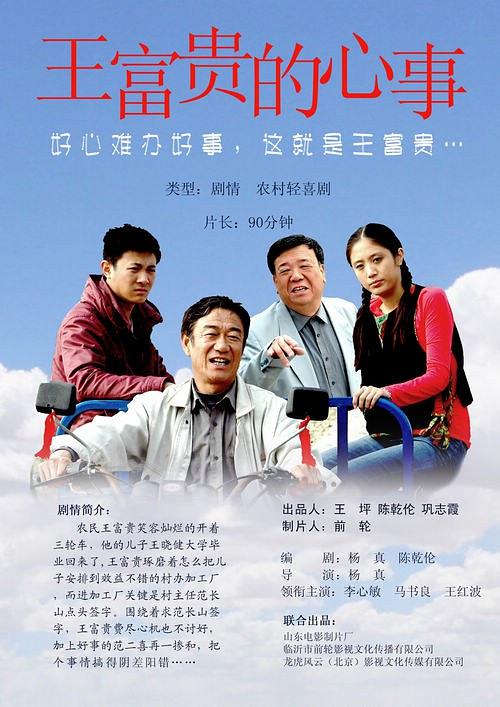 王富贵的心事
好心难办好事，这就是王富贵…
类型：剧情　农村轻喜剧
片长：90分钟
剧情简介：
农民王富贵笑容灿烂的开着
三轮车，他的儿子王晓健大学毕
业回来了，王富贵琢磨着怎么把儿
子安排到效益不错的村办加工厂
，而进加工厂关键是村主任范长
山点头签字。围绕着求范长山签
字，王富贵费尽心机也不讨好，
加上好事的范二喜再一掺和，把
个事情搞得阴差阳错……
出品人：王　坪 陈乾伦 巩志霞
制片人：前　轮
编　　剧：杨　真　陈乾伦
导　　演：杨　真
领衔主演：李心敏　马书良　王红波
联合出品：
山东电影制片厂
临沂市前轮影视文化传播有限公司
龙虎风云（北京）影视文化传媒有限公司